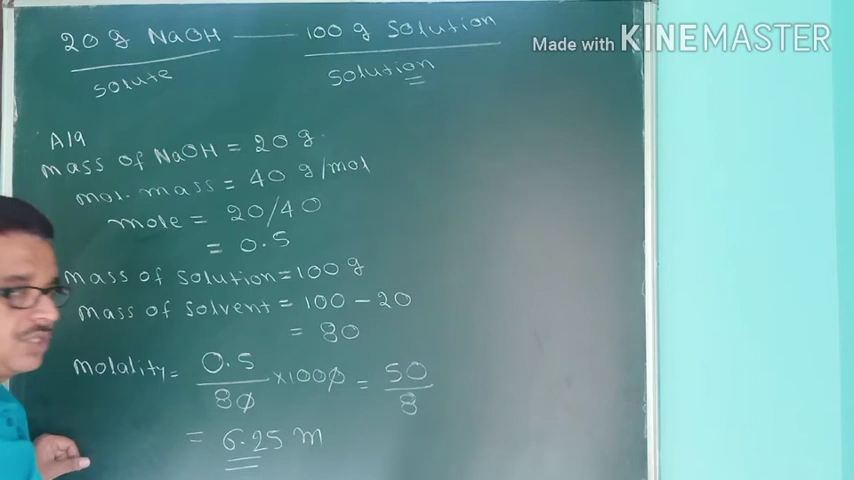 20 g NaOH —— 100 g Solution
solute solution
Made with KINEMASTER
A/q
mass of NaOH = 20 g.
mol. mass = 40 g/mol
mole = 20/40
= 0.5
mass of solution = 100 g
mass of solvent = 100 - 20
= 80
molality = 0.5/80 ×1000 = 50/8
= 6.25 m